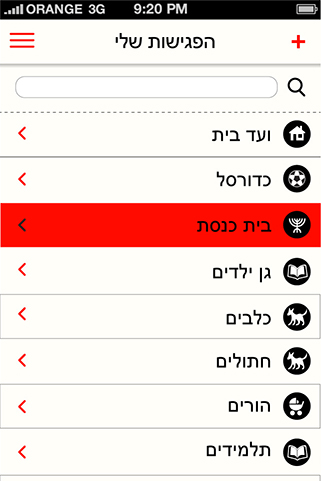 ORANGE 3G 9:20 PM
הפגישות שלי
ועד בית
כדורסל
בית כנסת
גן ילדים
כלבים
חתולים
הורים
תלמידים